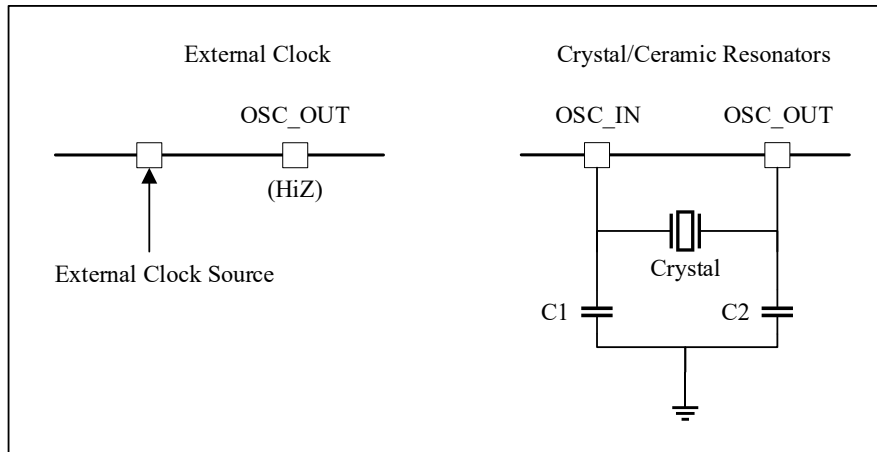 External Clock
OSC_OUT
(HiZ)
External Clock Source
Crystal/Ceramic Resonators
OSC_IN OSC_OUT
Crystal
C1 C2